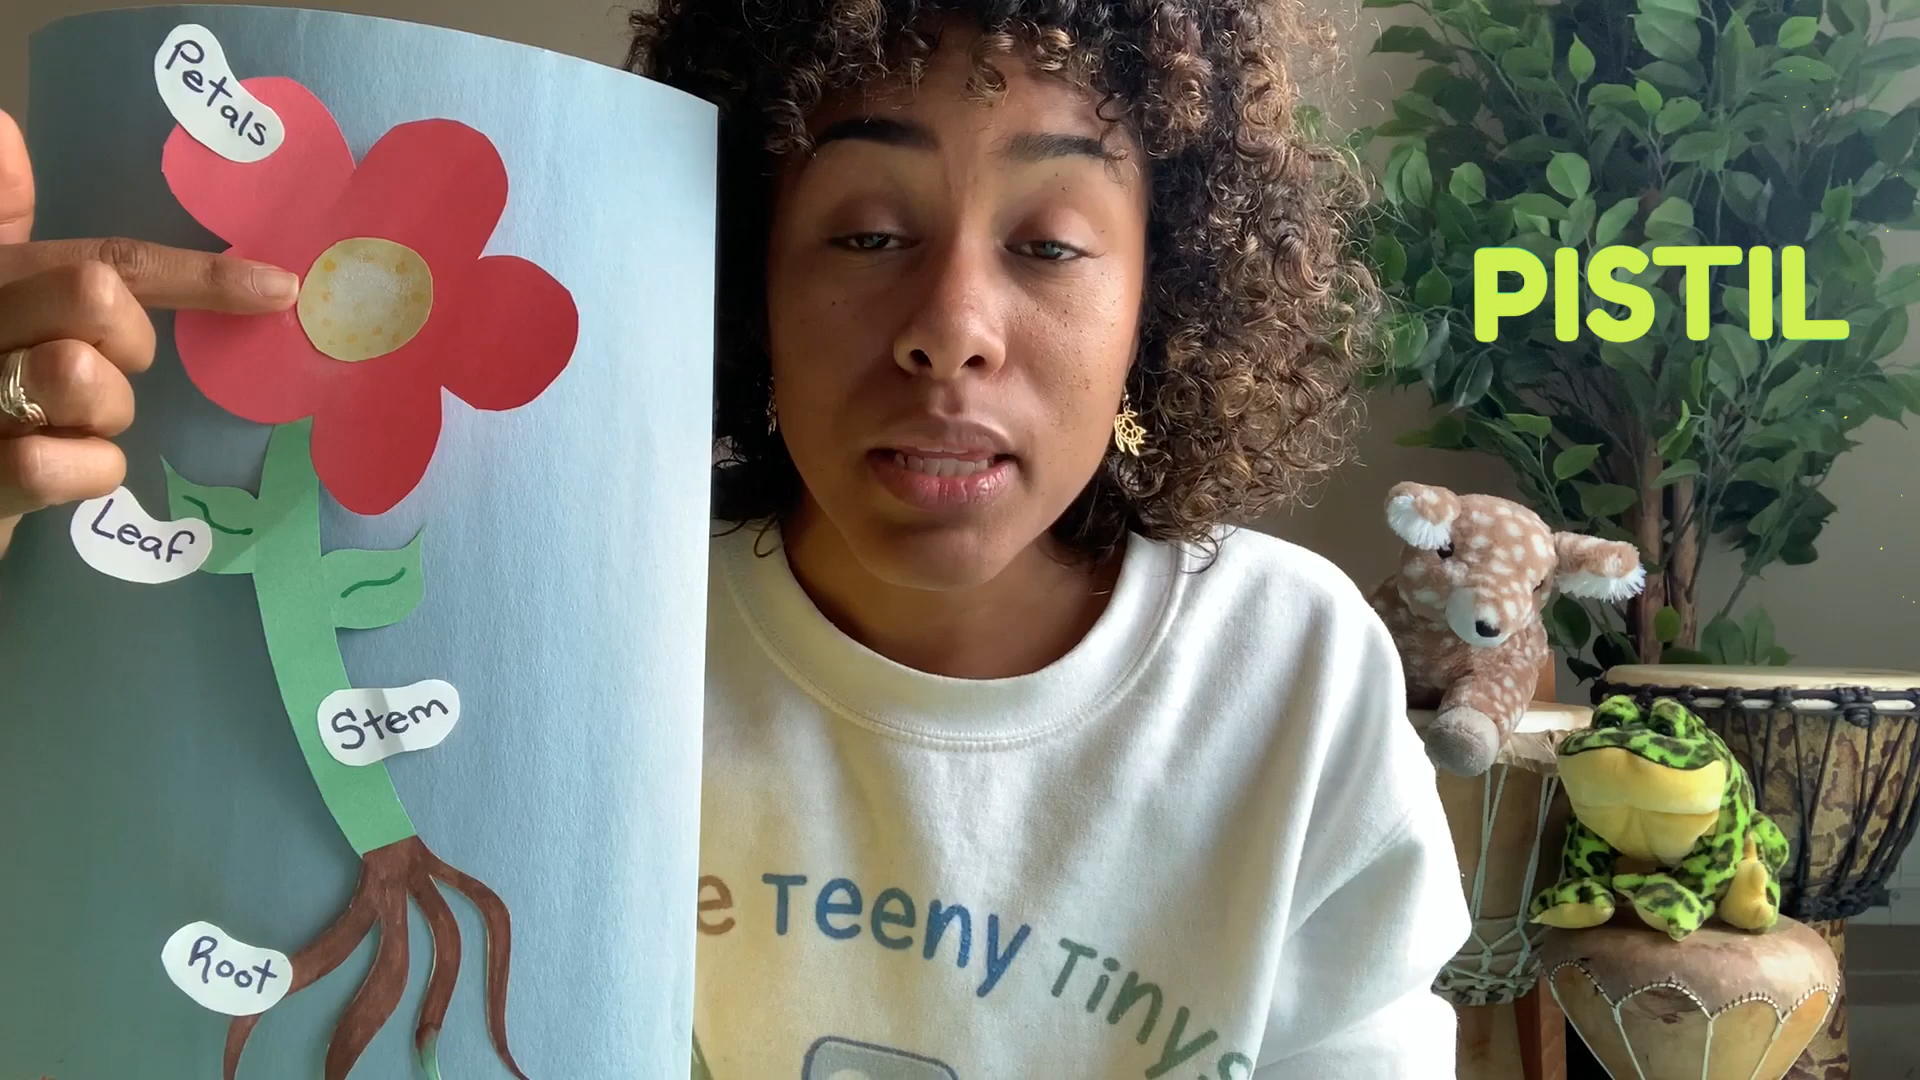 Petals
PISTIL
Leaf
Stem
Teeny Tiny
Root